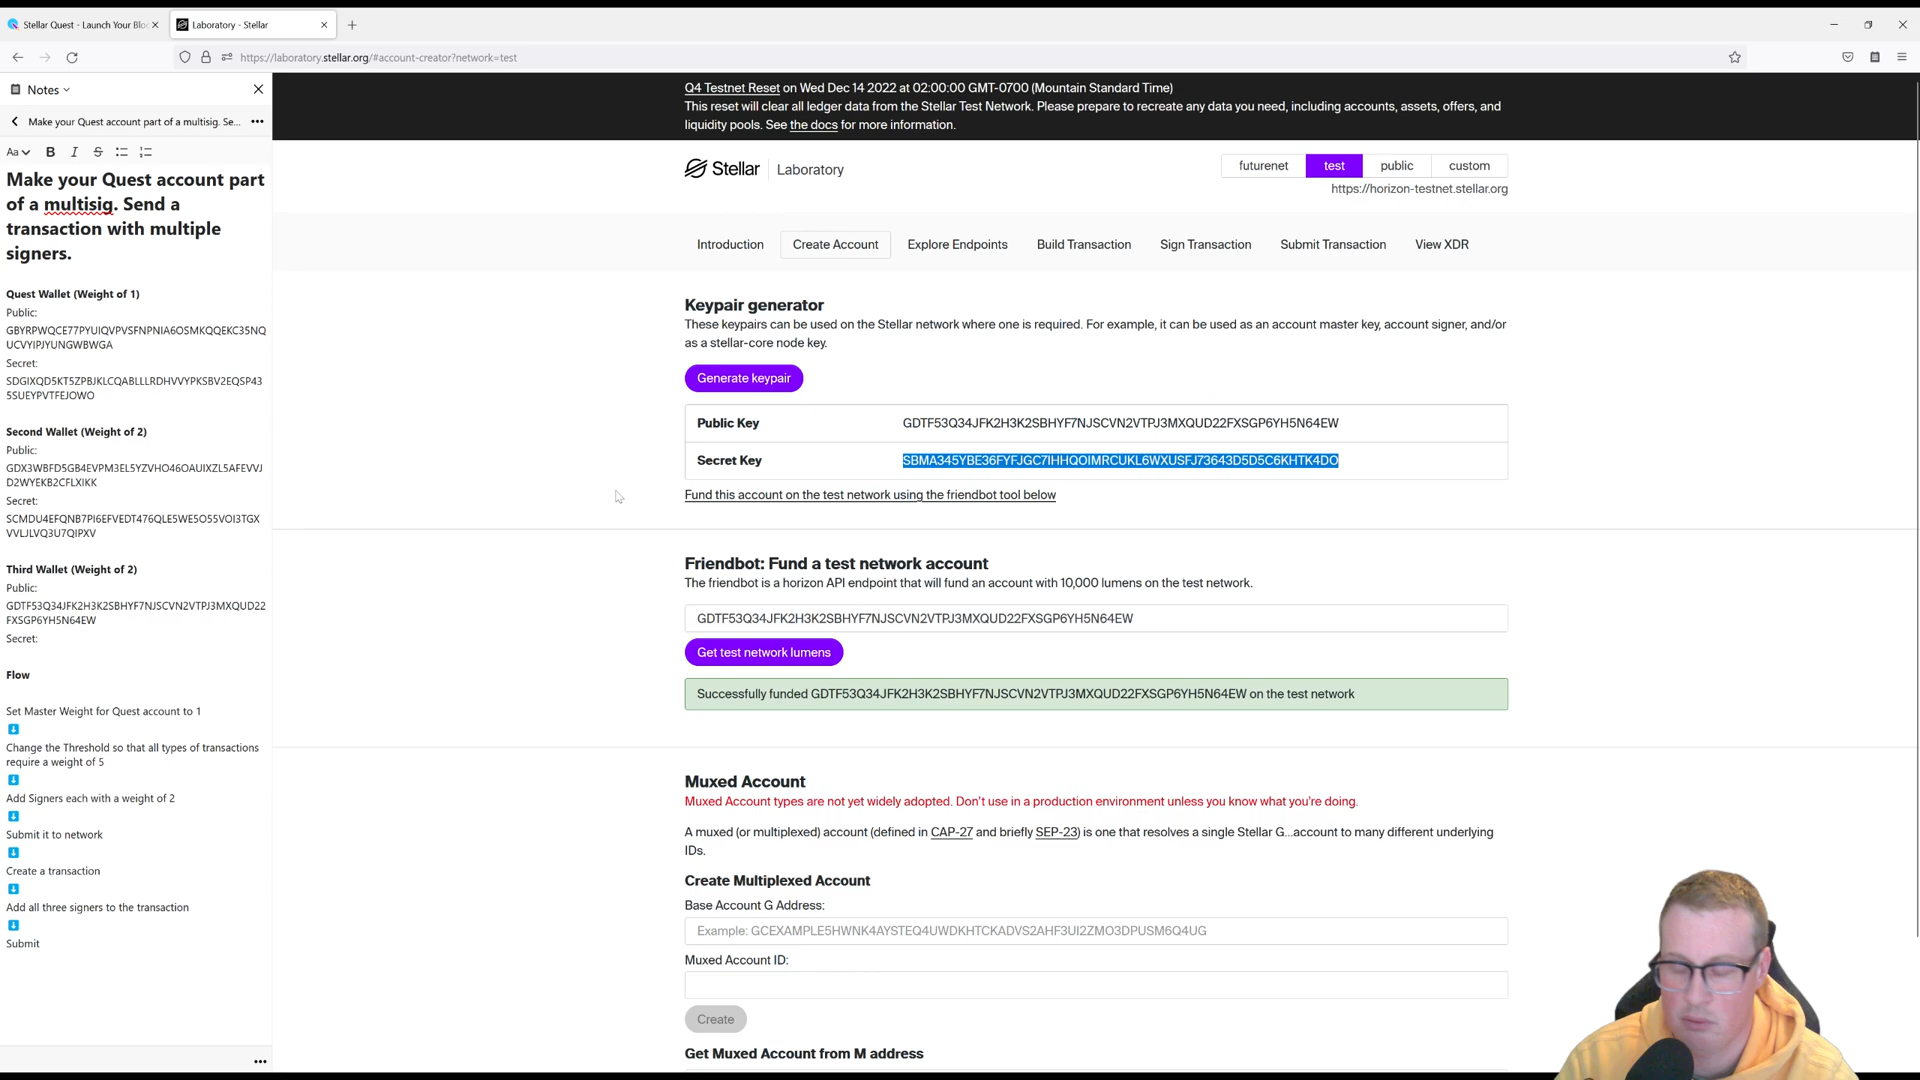 Stellar Quest - Launch Your Blo
Laboratory - Stellar
https://laboratory.stellar.org/#account-creator?network=test
Notes
Make your Quest account part of a multisig. Se...
Aa B I S
Make your Quest account part
of a multisig. Send a
transaction with multiple
signers.
Quest Wallet (Weight of 1)
Public:
GBYRPWQCE77PYUIQVPVSFNPNIA6OSMKQQEKC35NQ
UCVYIPJYUNGWBWGA
Secret:
SDGIXQD5KT5ZPBJKLCQABLLLRDHVVYPKSBV2EQSP43
5SUEYPVTFEJOWO
Second Wallet (Weight of 2)
Public:
GDX3WBFD5GB4EVPM3EL5YZVHO46OAUIXZL5AFEVVJ
D2WYEKB2CFLXIKK
Secret:
SCMDU4EFQNB7PI6EFVEDT476QLE5WE5O55VOI3TGX
VVLJLVQ3U7QIPXV
Third Wallet (Weight of 2)
Public:
GDTF53Q34JFK2H3K2SBHYF7NJSCVN2VTPJ3MXQUD22
FXSGP6YH5N64EW
Secret:
Flow
Set Master Weight for Quest account to 1
Change the Threshold so that all types of transactions
require a weight of 5
Add Signers each with a weight of 2
Submit it to network
Create a transaction
Add all three signers to the transaction
Submit
Q4 Testnet Reset on Wed Dec 14 2022 at 02:00:00 GMT-0700 (Mountain Standard Time)
This reset will clear all ledger data from the Stellar Test Network. Please prepare to recreate any data you need, including accounts, assets, offers, and
liquidity pools. See the docs for more information.
Stellar Laboratory
futurenet test public custom
https://horizon-testnet.stellar.org
Introduction Create Account Explore Endpoints Build Transaction Sign Transaction Submit Transaction View XDR
Keypair generator
These keypairs can be used on the Stellar network where one is required. For example, it can be used as an account master key, account signer, and/or
as a stellar-core node key.
Generate keypair
Public Key GDTF53Q34JFK2H3K2SBHYF7NJSCVN2VTPJ3MXQUD22FXSGP6YH5N64EW
Secret Key SBMA345YBE36FYFJGC7IHHQOIMRCUKL6WXUSFJ73643D5D5C6KHTK4DO
Fund this account on the test network using the friendbot tool below
Friendbot: Fund a test network account
The friendbot is a horizon API endpoint that will fund an account with 10,000 lumens on the test network.
GDTF53Q34JFK2H3K2SBHYF7NJSCVN2VTPJ3MXQUD22FXSGP6YH5N64EW
Get test network lumens
Successfully funded GDTF53Q34JFK2H3K2SBHYF7NJSCVN2VTPJ3MXQUD22FXSGP6YH5N64EW on the test network
Muxed Account
Muxed Account types are not yet widely adopted. Don't use in a production environment unless you know what you're doing.
A muxed (or multiplexed) account (defined in CAP-27 and briefly SEP-23) is one that resolves a single Stellar G...account to many different underlying
IDs.
Create Multiplexed Account
Base Account G Address:
Example: GCEXAMPLE5HWNK4AYSTEQ4UWDKHTCKADVS2AHF3UI2ZMO3DPUSM6Q4UG
Muxed Account ID:
Create
Get Muxed Account from M address